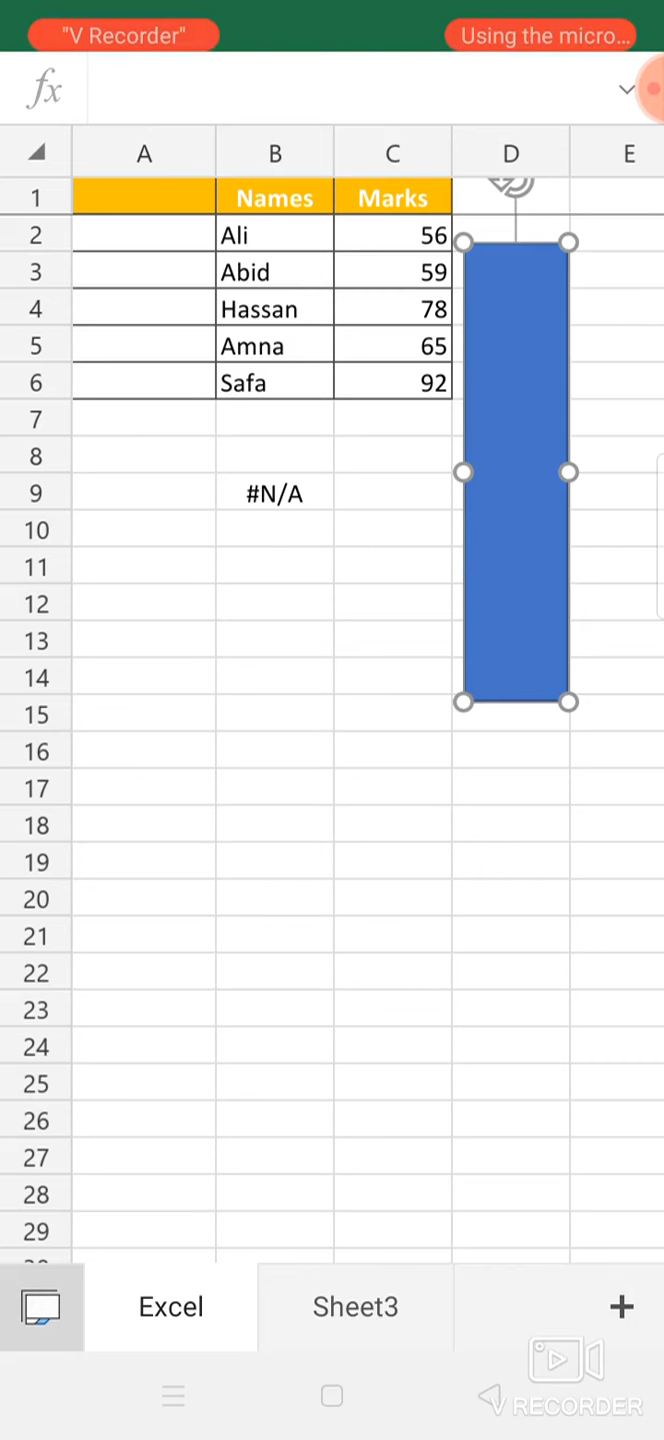 "V Recorder" Using the micro...
fx
A B C D E
1 Names Marks
2 Ali 56
3 Abid 59
4 Hassan 78
5 Amna 65
6 Safa 92
7
8
9 #N/A
10
11
12
13
14
15
16
17
18
19
20
21
22
23
24
25
26
27
28
29
Excel Sheet3 +
V RECORDER